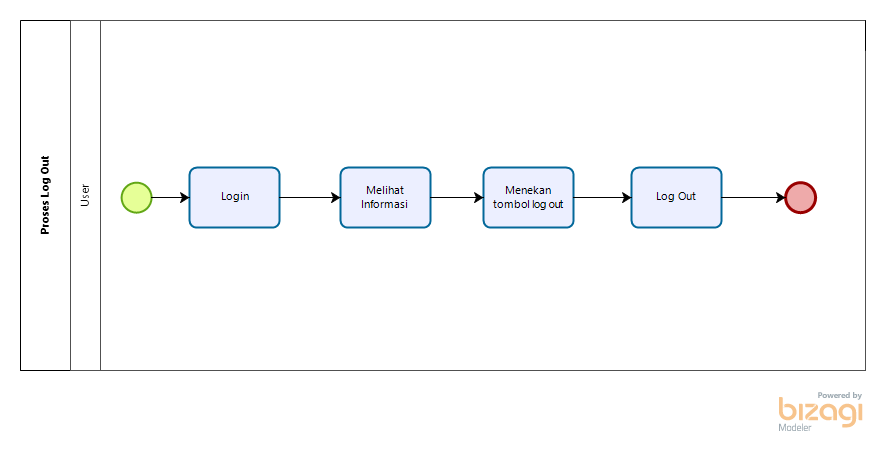 Proses Log Out
User
Login
Melihat
Informasi
Menekan
tombol log out
Log Out
Powered by
bizagi
Modeler